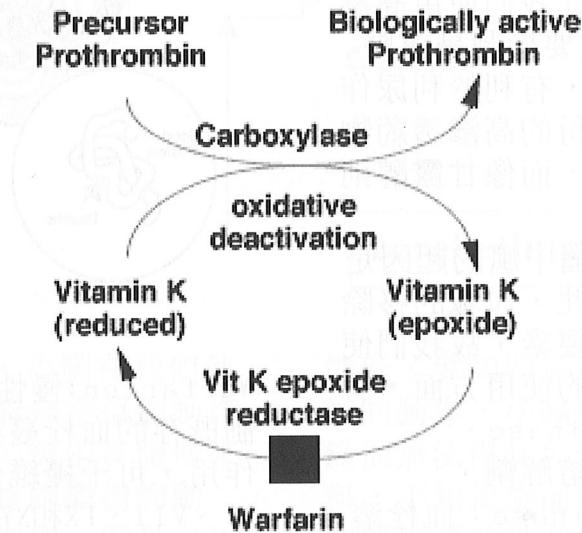 Precursor
Prothrombin
Biologically active
Prothrombin
Carboxylase
oxidative
deactivation
Vitamin K
(reduced)
Vitamin K
(epoxide)
Vit K epoxide
reductase
Warfarin